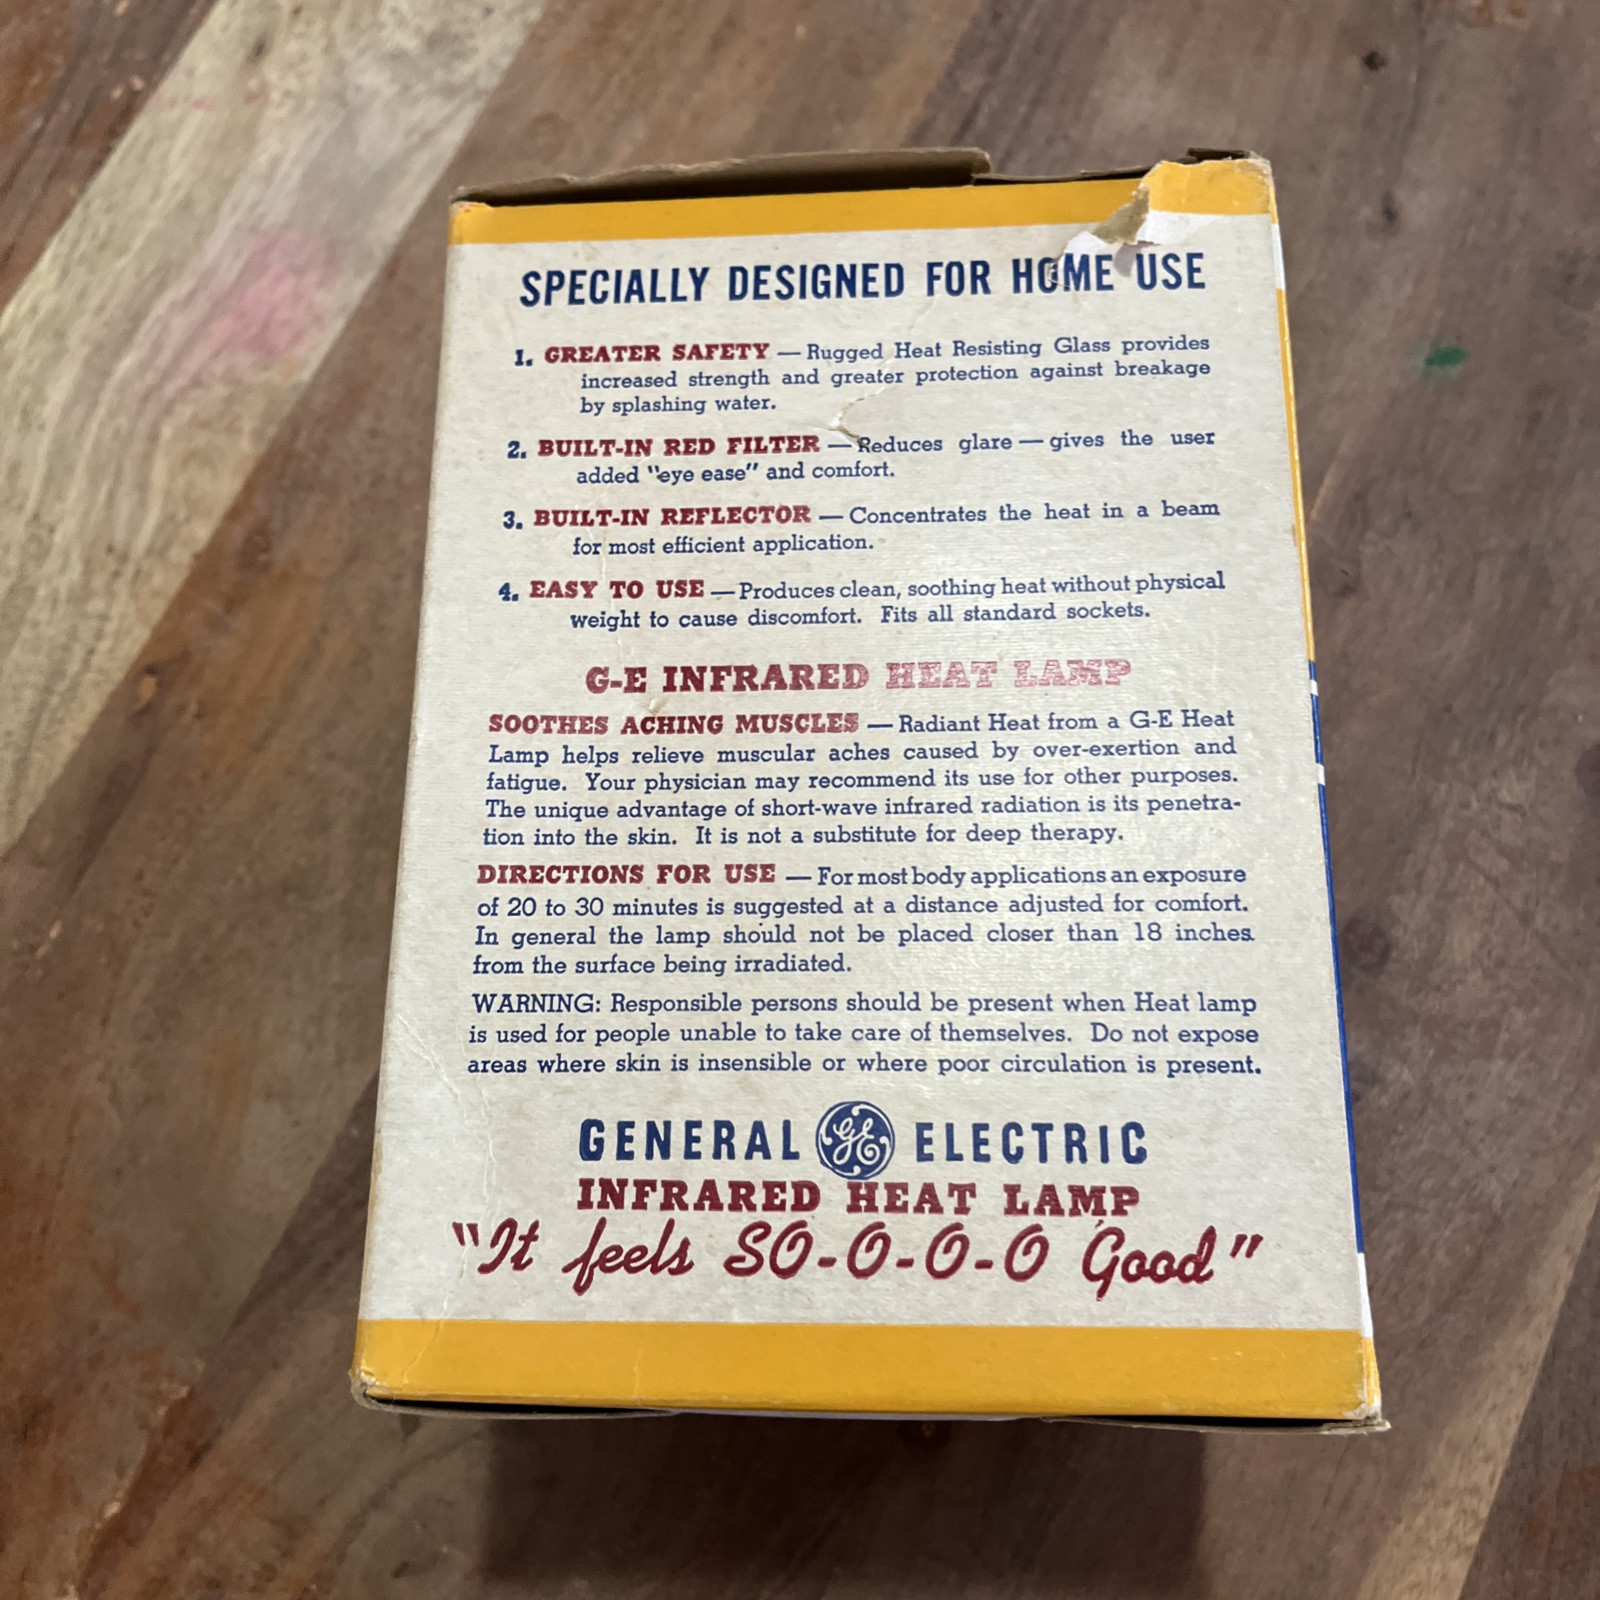 SPECIALLY DESIGNED FOR HOME USE
1. GREATER SAFETY — Rugged Heat Resisting Glass provides
increased strength and greater protection against breakage
by splashing water.
2. BUILT-IN RED FILTER — Reduces glare — gives the user
added "eye ease" and comfort.
3. BUILT-IN REFLECTOR — Concentrates the heat in a beam
for most efficient application.
4. EASY TO USE — Produces clean, soothing heat without physical
weight to cause discomfort. Fits all standard sockets.
G-E INFRARED HEAT LAMP
SOOTHES ACHING MUSCLES — Radiant Heat from a G-E Heat
Lamp helps relieve muscular aches caused by over-exertion and
fatigue. Your physician may recommend its use for other purposes.
The unique advantage of short-wave infrared radiation is its penetra-
tion into the skin. It is not a substitute for deep therapy.
DIRECTIONS FOR USE — For most body applications an exposure
of 20 to 30 minutes is suggested at a distance adjusted for comfort.
In general the lamp should not be placed closer than 18 inches
from the surface being irradiated.
WARNING: Responsible persons should be present when Heat lamp
is used for people unable to take care of themselves. Do not expose
areas where skin is insensible or where poor circulation is present.
GENERAL GE ELECTRIC
INFRARED HEAT LAMP
"It feels SO-O-O-O Good"